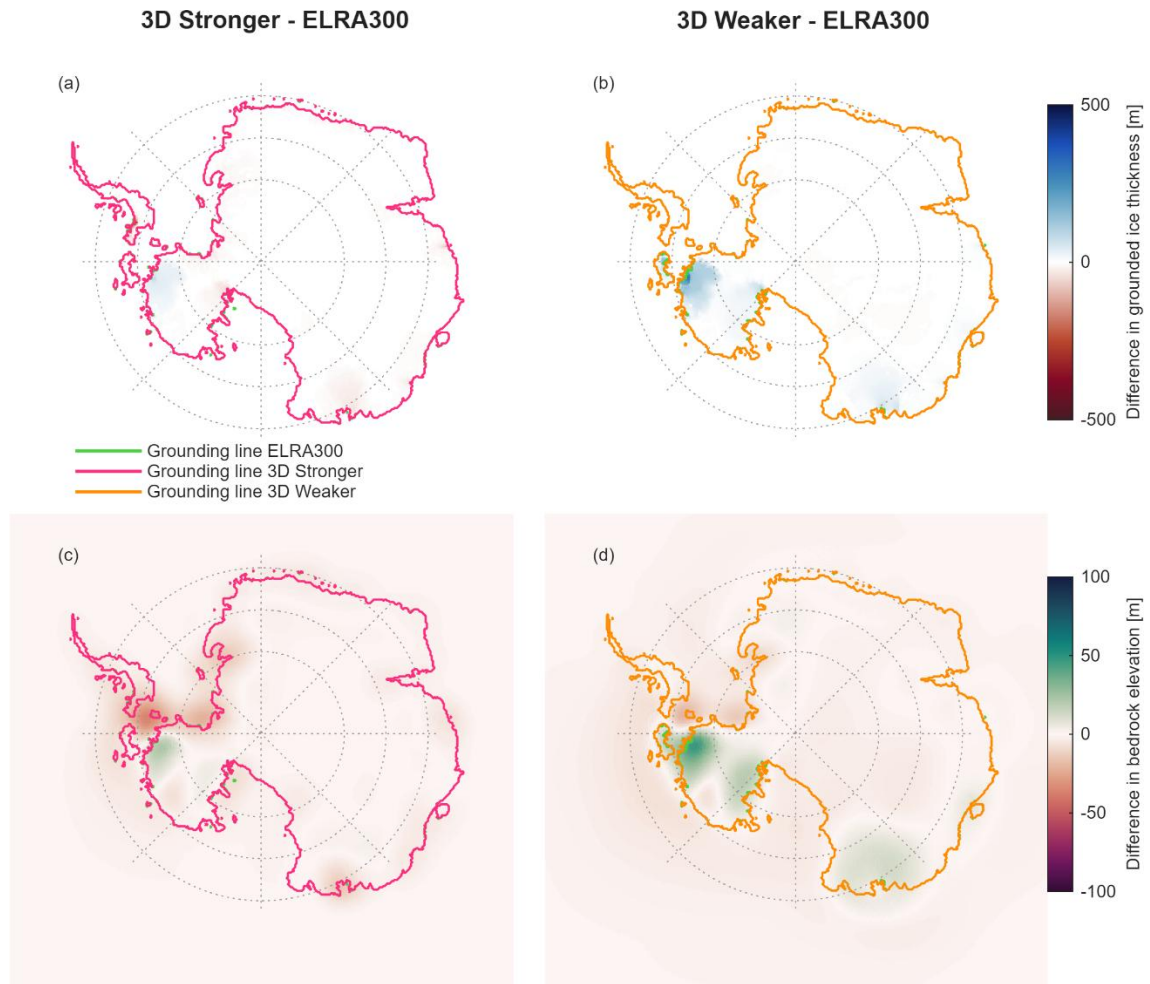 3D Stronger - ELRA300
3D Weaker - ELRA300
(a)
(b)
500
0
-500
Difference in grounded ice thickness [m]
Grounding line ELRA300
Grounding line 3D Stronger
Grounding line 3D Weaker
(c)
(d)
100
50
0
-50
-100
Difference in bedrock elevation [m]